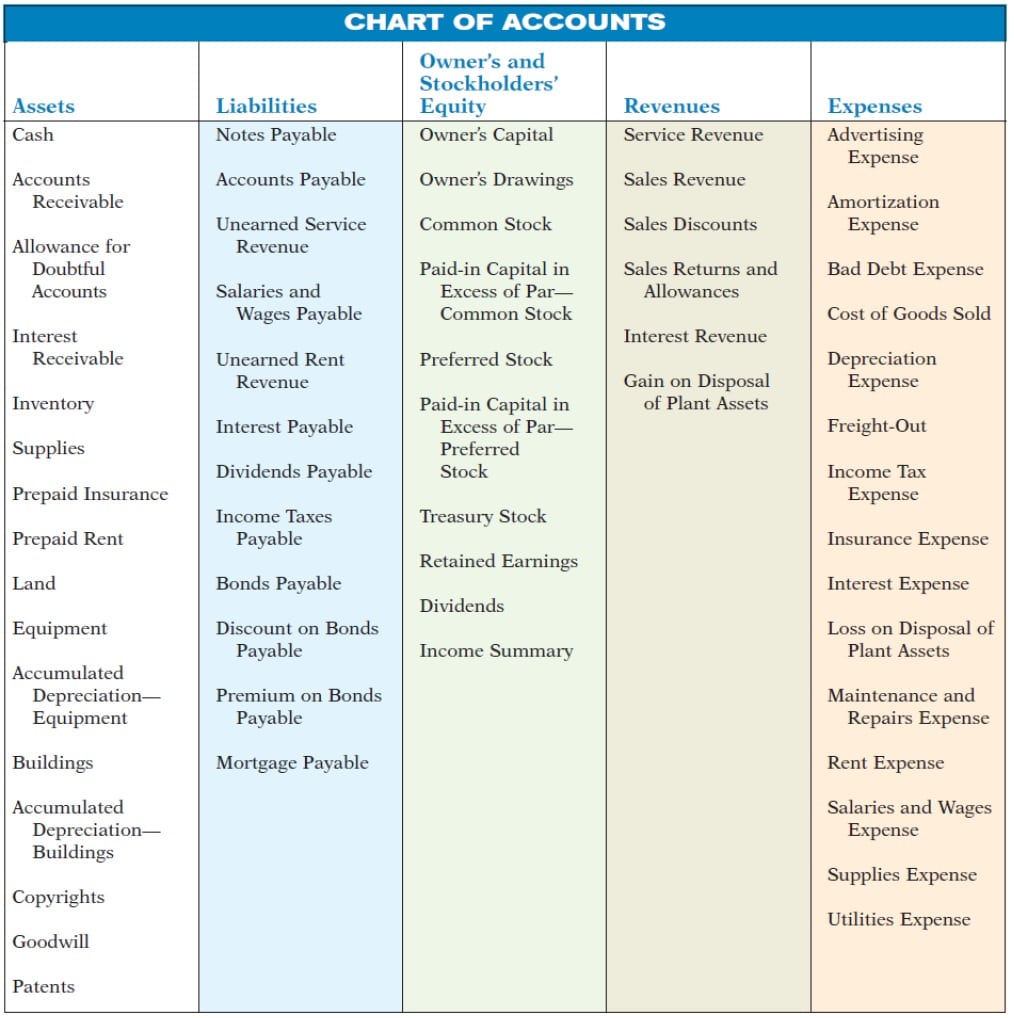 CHART OF ACCOUNTS
Assets
Cash
Accounts
Receivable
Allowance for
Doubtful
Accounts
Interest
Receivable
Inventory
Supplies
Prepaid Insurance
Prepaid Rent
Land
Equipment
Accumulated
Depreciation—
Equipment
Buildings
Accumulated
Depreciation—
Buildings
Copyrights
Goodwill
Patents
Liabilities
Notes Payable
Accounts Payable
Unearned Service
Revenue
Salaries and
Wages Payable
Unearned Rent
Revenue
Interest Payable
Dividends Payable
Income Taxes
Payable
Bonds Payable
Discount on Bonds
Payable
Premium on Bonds
Payable
Mortgage Payable
Owner's and
Stockholders'
Equity
Owner's Capital
Owner's Drawings
Common Stock
Paid-in Capital in
Excess of Par—
Common Stock
Preferred Stock
Paid-in Capital in
Excess of Par—
Preferred
Stock
Treasury Stock
Retained Earnings
Dividends
Income Summary
Revenues
Service Revenue
Sales Revenue
Sales Discounts
Sales Returns and
Allowances
Interest Revenue
Gain on Disposal
of Plant Assets
Expenses
Advertising
Expense
Amortization
Expense
Bad Debt Expense
Cost of Goods Sold
Depreciation
Expense
Freight-Out
Income Tax
Expense
Insurance Expense
Interest Expense
Loss on Disposal of
Plant Assets
Maintenance and
Repairs Expense
Rent Expense
Salaries and Wages
Expense
Supplies Expense
Utilities Expense